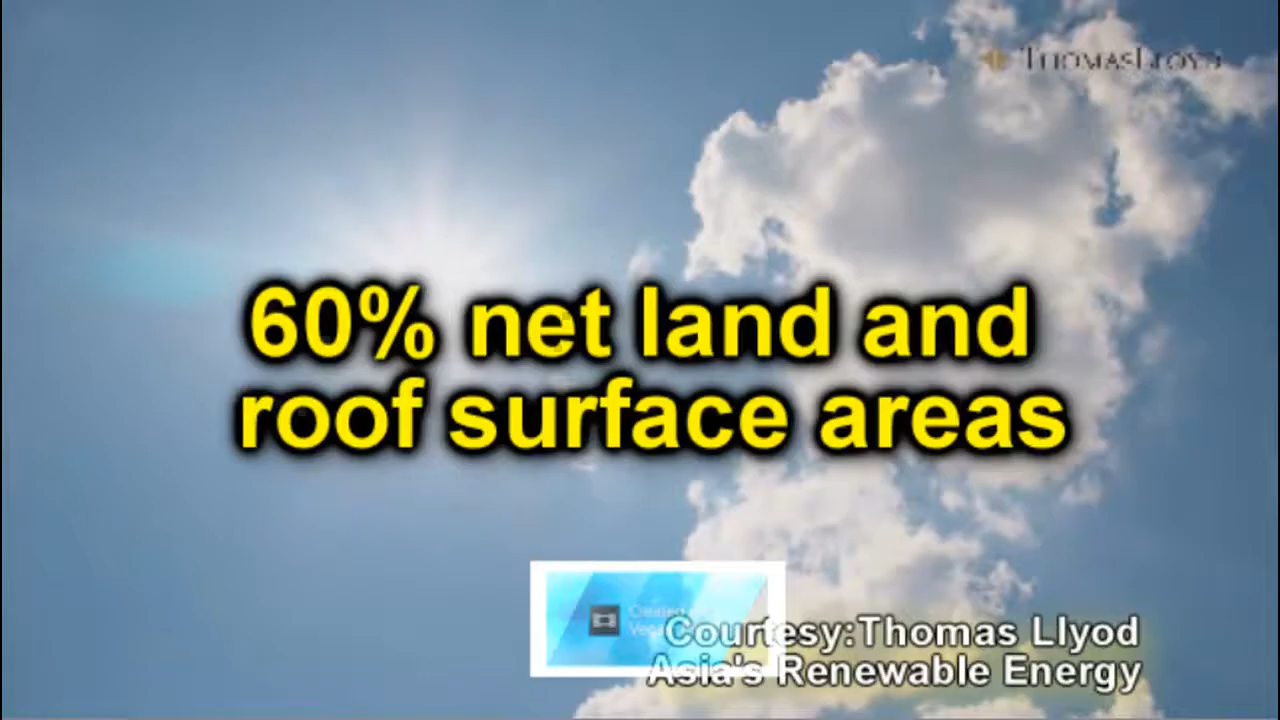 THOMASLLOYD
60% net land and
roof surface areas
Courtesy:Thomas Llyod
Asia's Renewable Energy